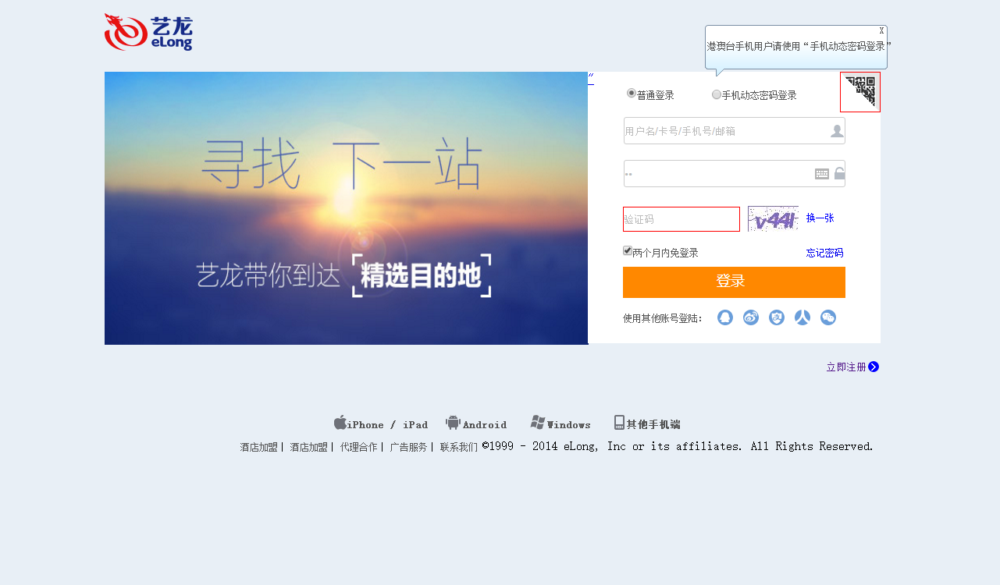 艺龙
eLong
X
港澳台手机用户请使用“手机动态密码登录”
”
普通登录 手机动态密码登录
用户名/卡号/手机号/邮箱
••
寻找 下一站
艺龙带你到达 精选目的地
验证码 换一张
两个月内免登录 忘记密码
登录
使用其他账号登陆:
立即注册
iPhone / iPad Android Windows 其他手机端
酒店加盟 | 酒店加盟 | 代理合作 | 广告服务 | 联系我们 ©1999 - 2014 eLong, Inc or its affiliates. All Rights Reserved.